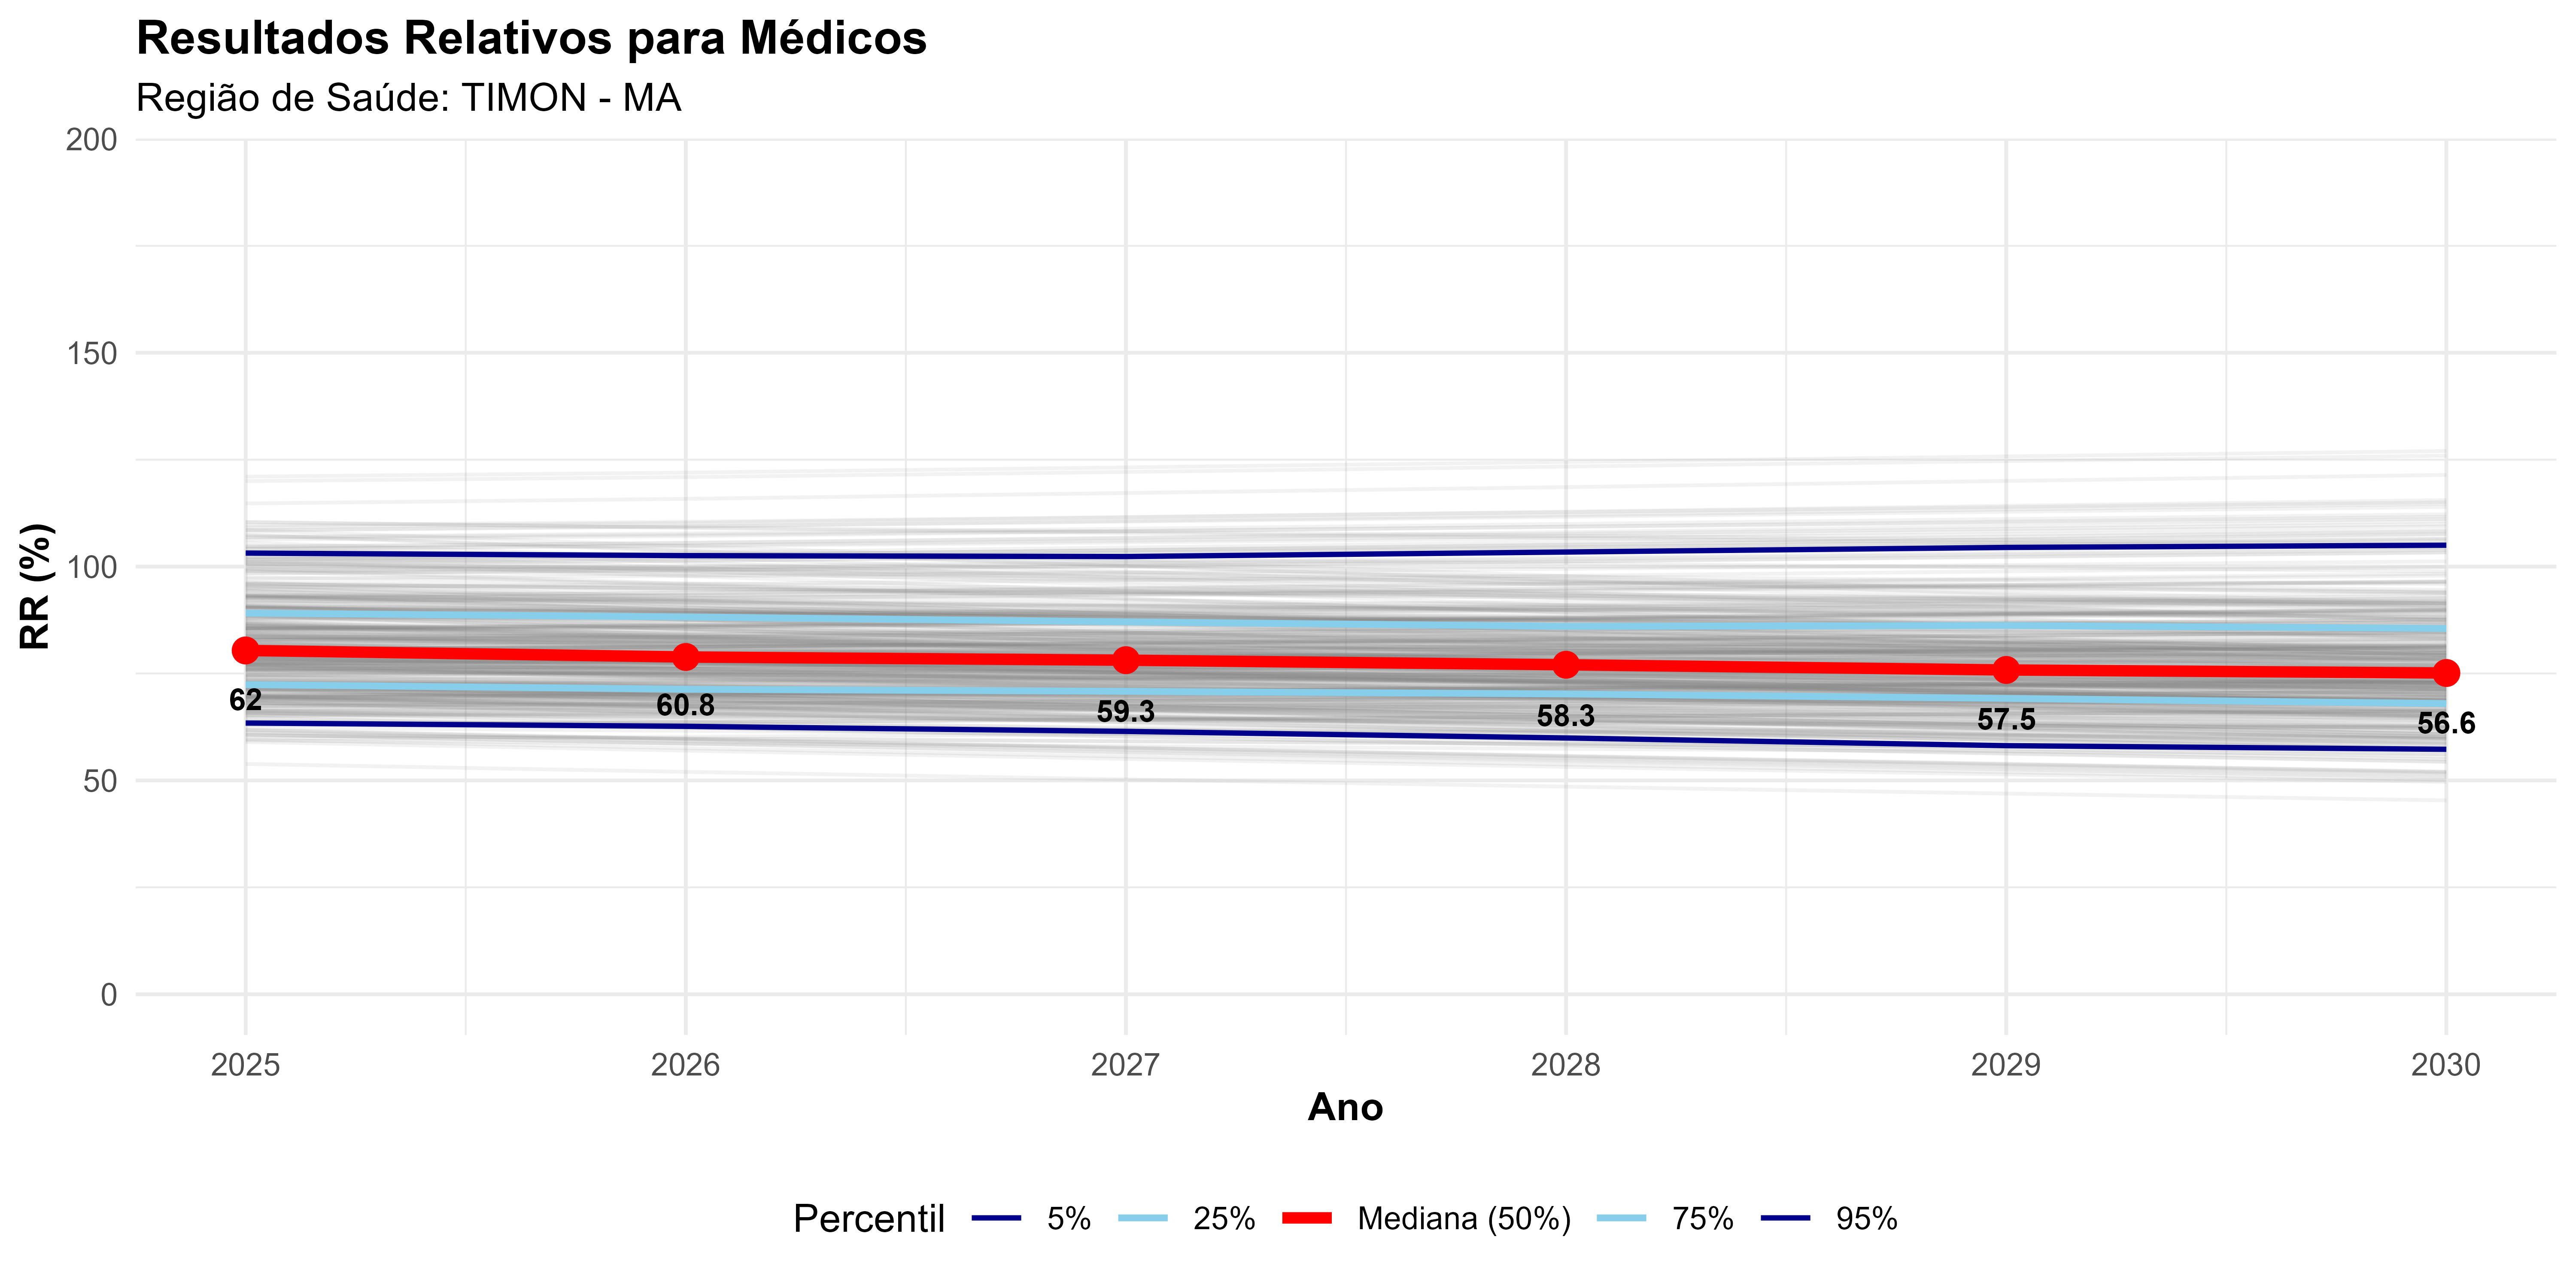 Resultados Relativos para Médicos
Região de Saúde: TIMON - MA
RR (%)
200
150
100
50
0
62
60.8
59.3
58.3
57.5
56.6
2025 2026 2027 2028 2029 2030
Ano
Percentil 5% 25% Mediana (50%) 75% 95%